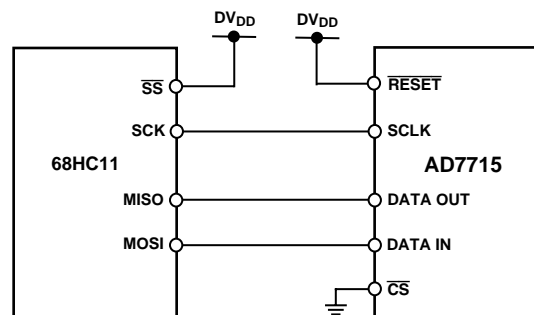 DVDD DVDD
SS RESET
SCK SCLK
68HC11 AD7715
MISO DATA OUT
MOSI DATA IN
CS